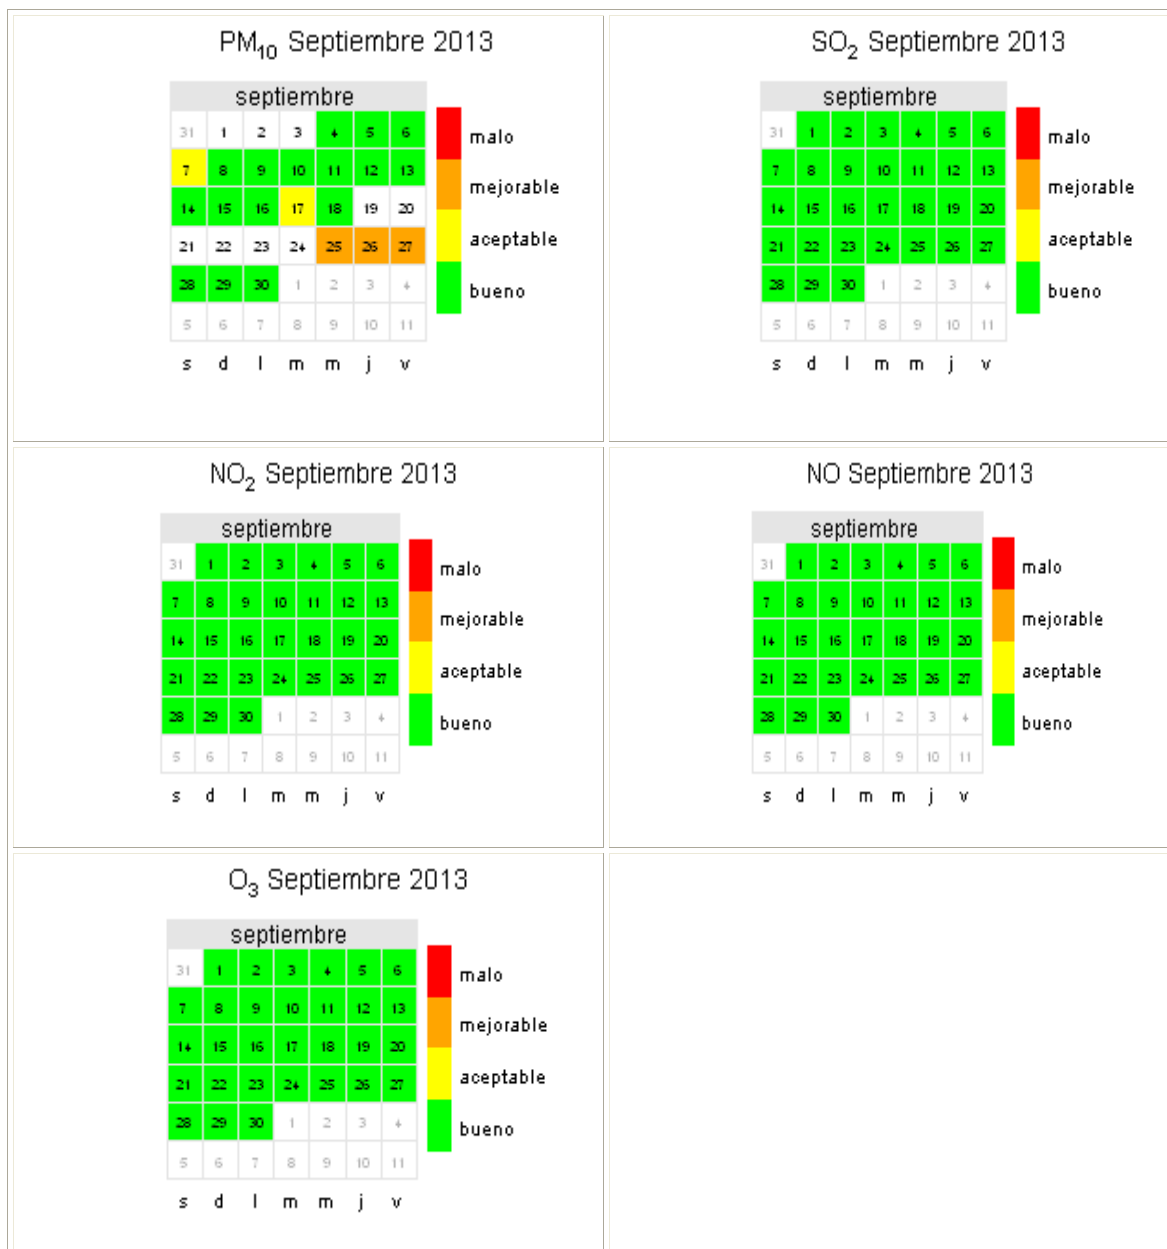 PM10 Septiembre 2013
septiembre
31 1 2 3 4 5 6
7 8 9 10 11 12 13
14 15 16 17 18 19 20
21 22 23 24 25 26 27
28 29 30 1 2 3 4
5 6 7 8 9 10 11
s d l m m j v
malo
mejorable
aceptable
bueno
SO2 Septiembre 2013
septiembre
31 1 2 3 4 5 6
7 8 9 10 11 12 13
14 15 16 17 18 19 20
21 22 23 24 25 26 27
28 29 30 1 2 3 4
5 6 7 8 9 10 11
s d l m m j v
malo
mejorable
aceptable
bueno
NO2 Septiembre 2013
septiembre
31 1 2 3 4 5 6
7 8 9 10 11 12 13
14 15 16 17 18 19 20
21 22 23 24 25 26 27
28 29 30 1 2 3 4
5 6 7 8 9 10 11
s d l m m j v
malo
mejorable
aceptable
bueno
NO Septiembre 2013
septiembre
31 1 2 3 4 5 6
7 8 9 10 11 12 13
14 15 16 17 18 19 20
21 22 23 24 25 26 27
28 29 30 1 2 3 4
5 6 7 8 9 10 11
s d l m m j v
malo
mejorable
aceptable
bueno
O3 Septiembre 2013
septiembre
31 1 2 3 4 5 6
7 8 9 10 11 12 13
14 15 16 17 18 19 20
21 22 23 24 25 26 27
28 29 30 1 2 3 4
5 6 7 8 9 10 11
s d l m m j v
malo
mejorable
aceptable
bueno